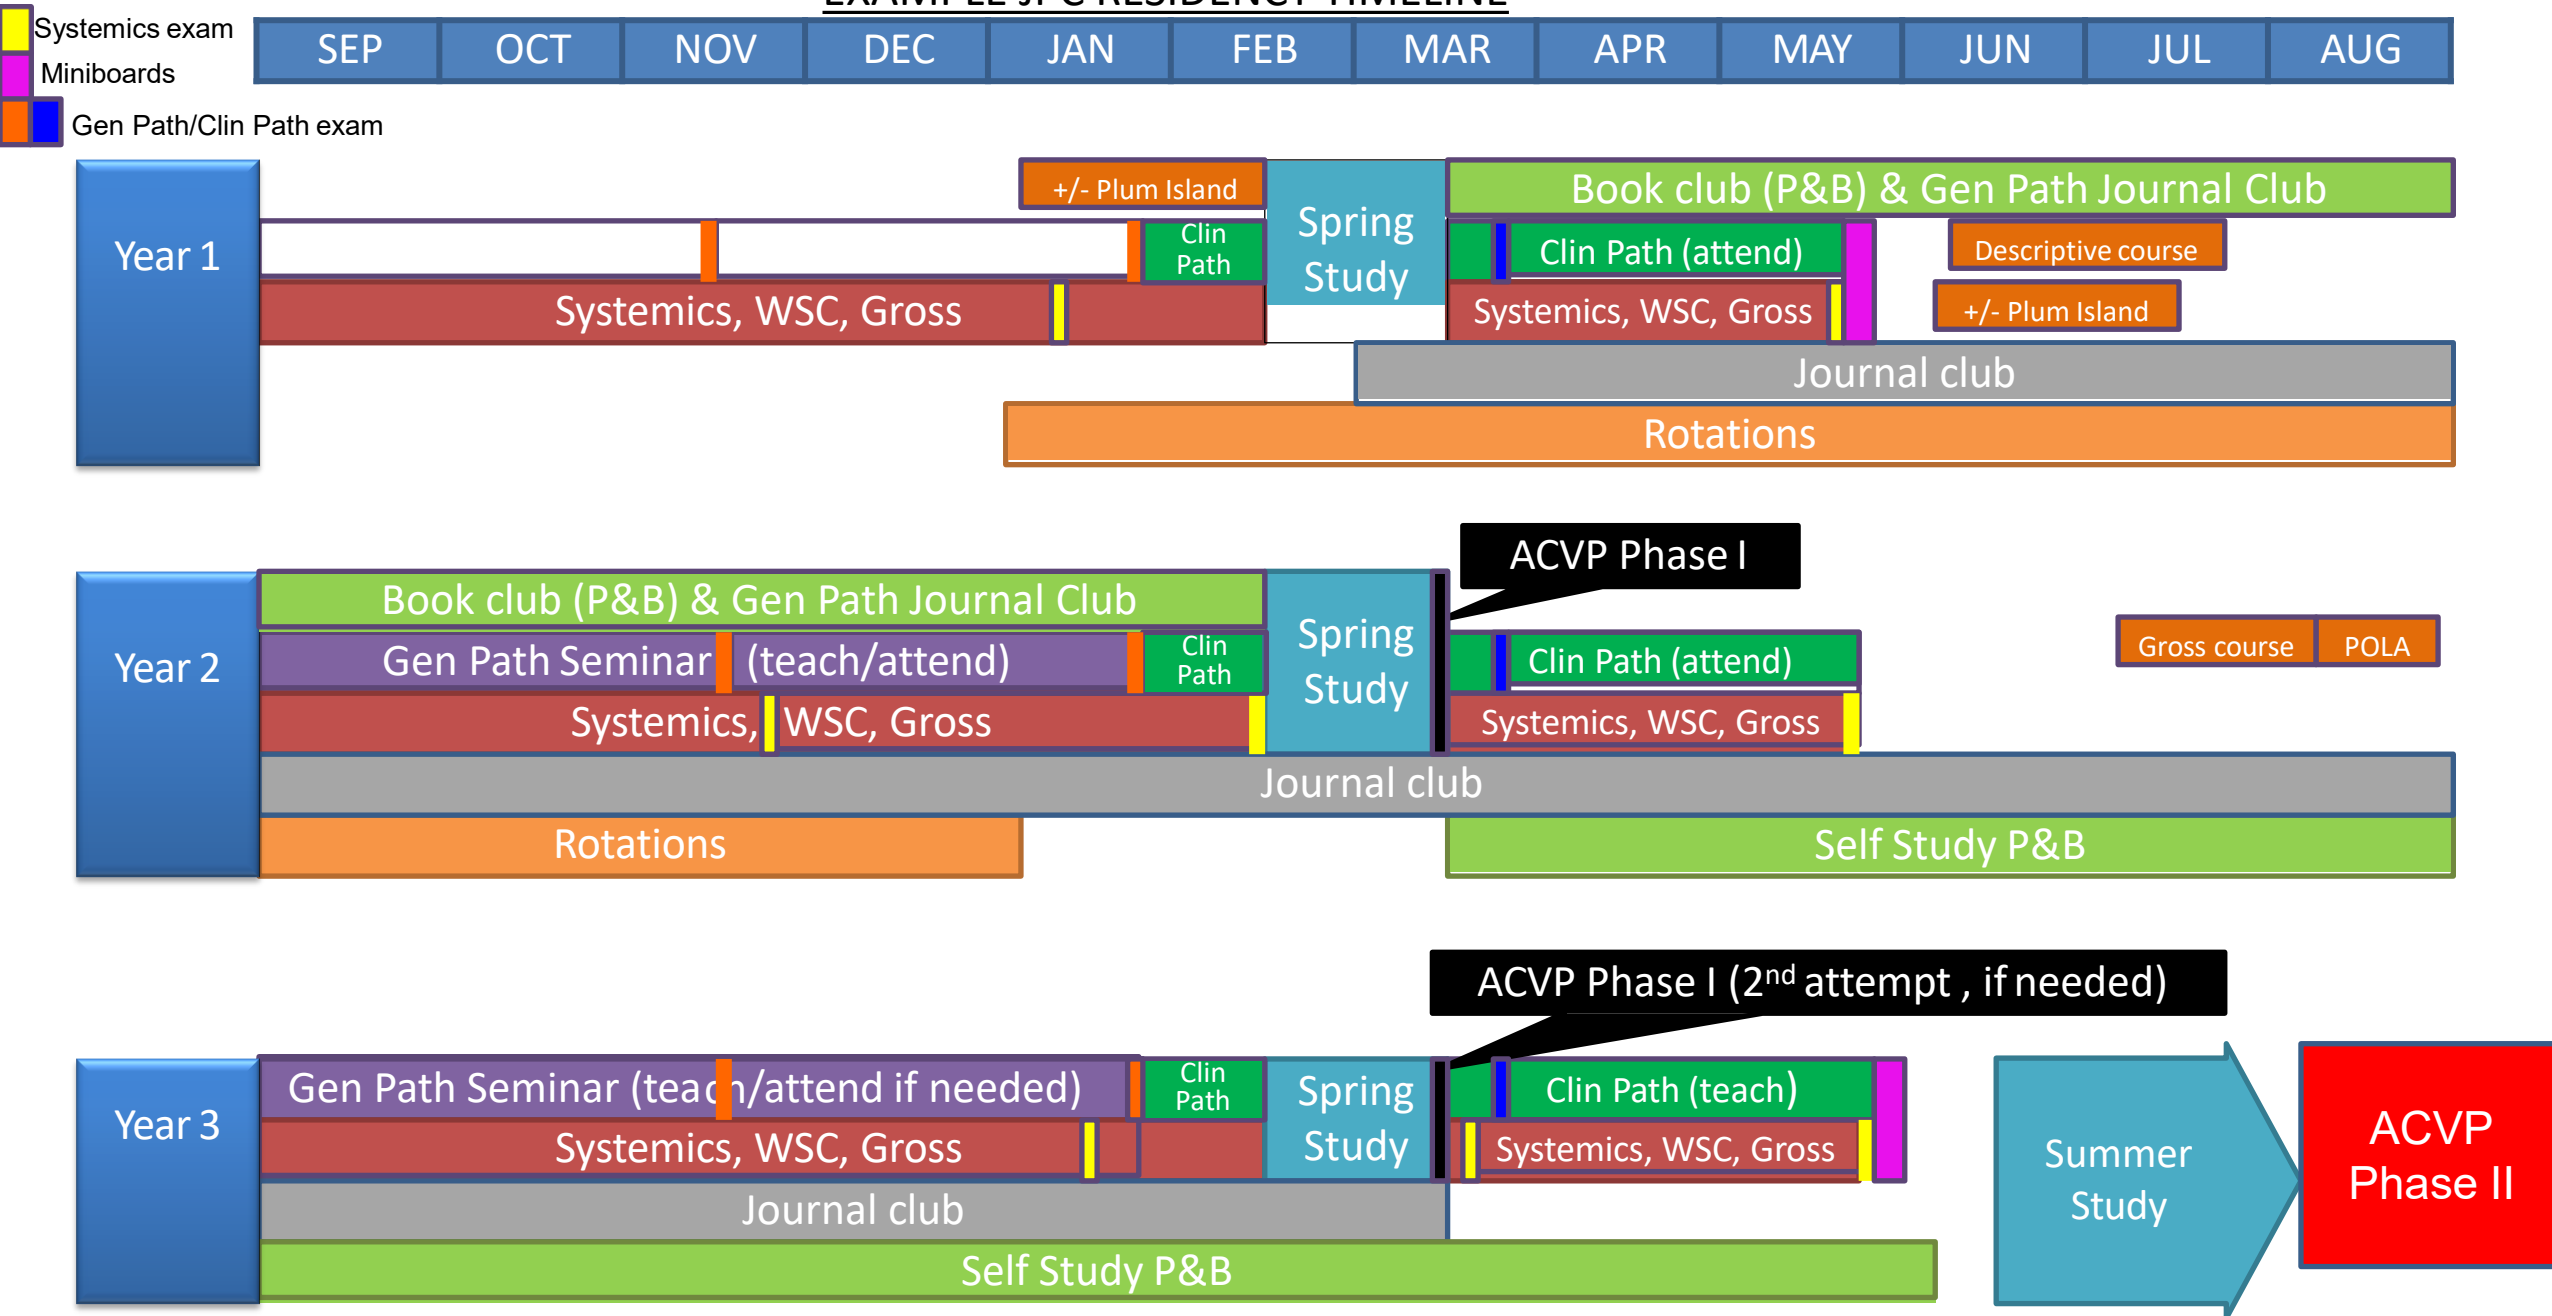 EXAMPLE JPC RESIDENCY TIMELINE
Systemics exam
Miniboards
Gen Path/Clin Path exam
SEP OCT NOV DEC JAN FEB MAR APR MAY JUN JUL AUG
Year 1
+/- Plum Island
Spring
Study
Book club (P&B) & Gen Path Journal Club
Clin
Path
Clin Path (attend)
Descriptive course
Systemics, WSC, Gross
Systemics, WSC, Gross
+/- Plum Island
Journal club
Rotations
ACVP Phase I
Year 2
Book club (P&B) & Gen Path Journal Club
Spring
Study
Gen Path Seminar (teach/attend)
Clin
Path
Clin Path (attend)
Gross course
POLA
Systemics, WSC, Gross
Systemics, WSC, Gross
Journal club
Rotations
Self Study P&B
ACVP Phase I (2nd attempt , if needed)
Year 3
Gen Path Seminar (teach/attend if needed)
Clin
Path
Spring
Study
Clin Path (teach)
Systemics, WSC, Gross
Systemics, WSC, Gross
Journal club
Self Study P&B
Summer
Study
ACVP
Phase II